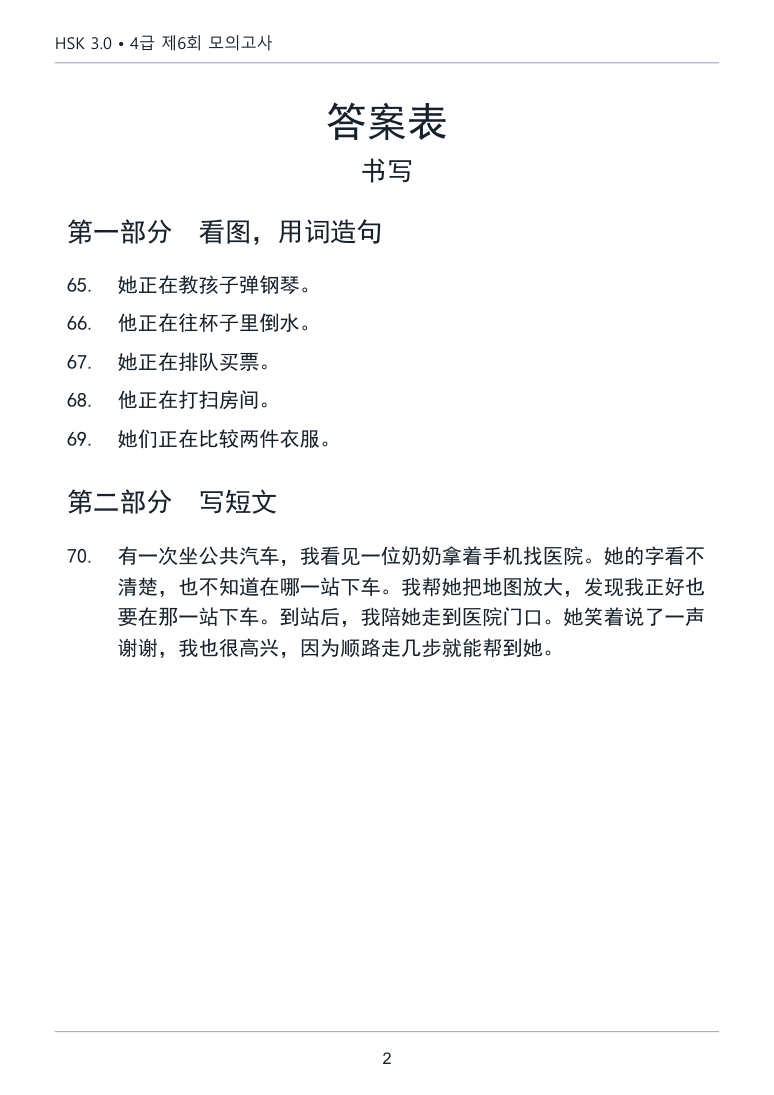 HSK 3.0 • 4급 제6회 모의고사
答案表
书写
第一部分 看图，用词造句
65. 她正在教孩子弹钢琴。
66. 他正在往杯子里倒水。
67. 她正在排队买票。
68. 他正在打扫房间。
69. 她们正在比较两件衣服。
第二部分 写短文
70. 有一次坐公共汽车，我看见一位奶奶拿着手机找医院。她的字看不
清楚，也不知道在哪一站下车。我帮她把地图放大，发现我正好也
要在那一站下车。到站后，我陪她走到医院门口。她笑着说了一声
谢谢，我也很高兴，因为顺路走几步就能帮到她。
2